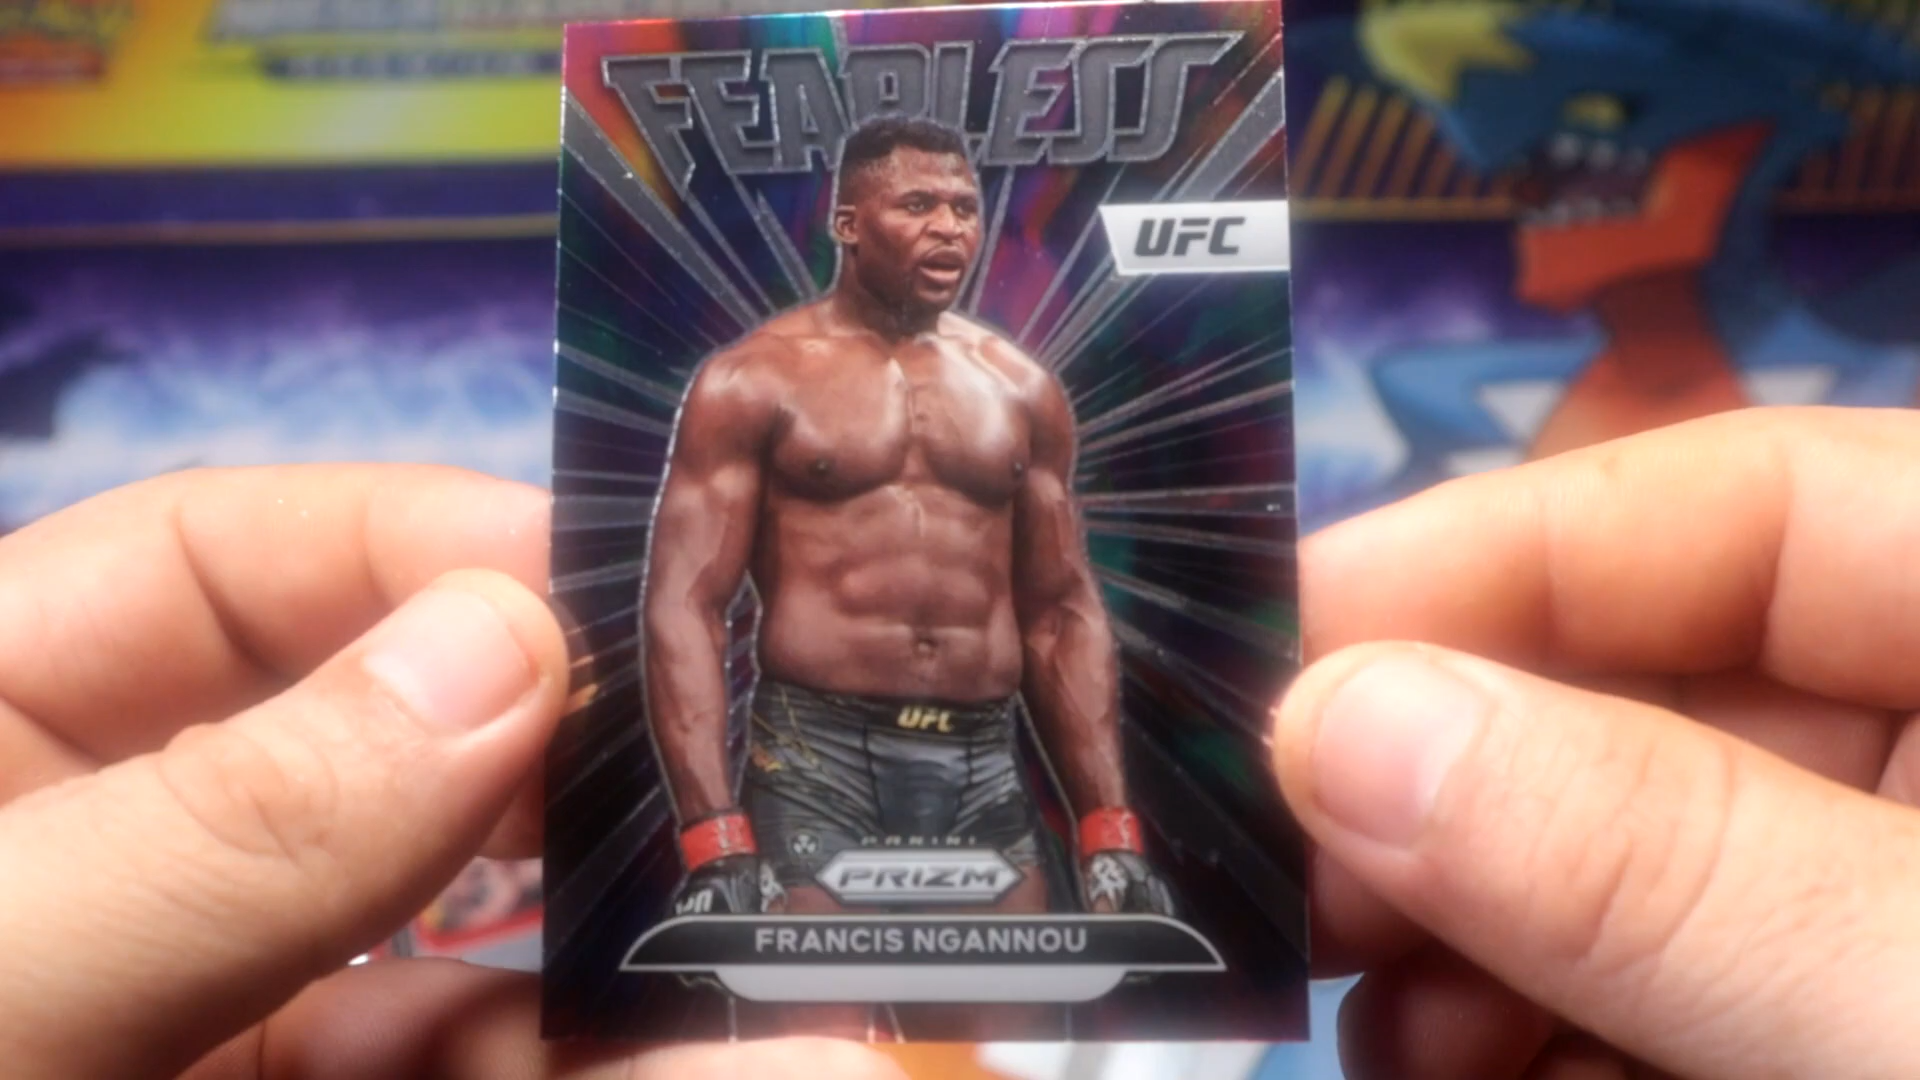 FEARLESS
UFC
UFC
PANINI
PRIZM
FRANCIS NGANNOU